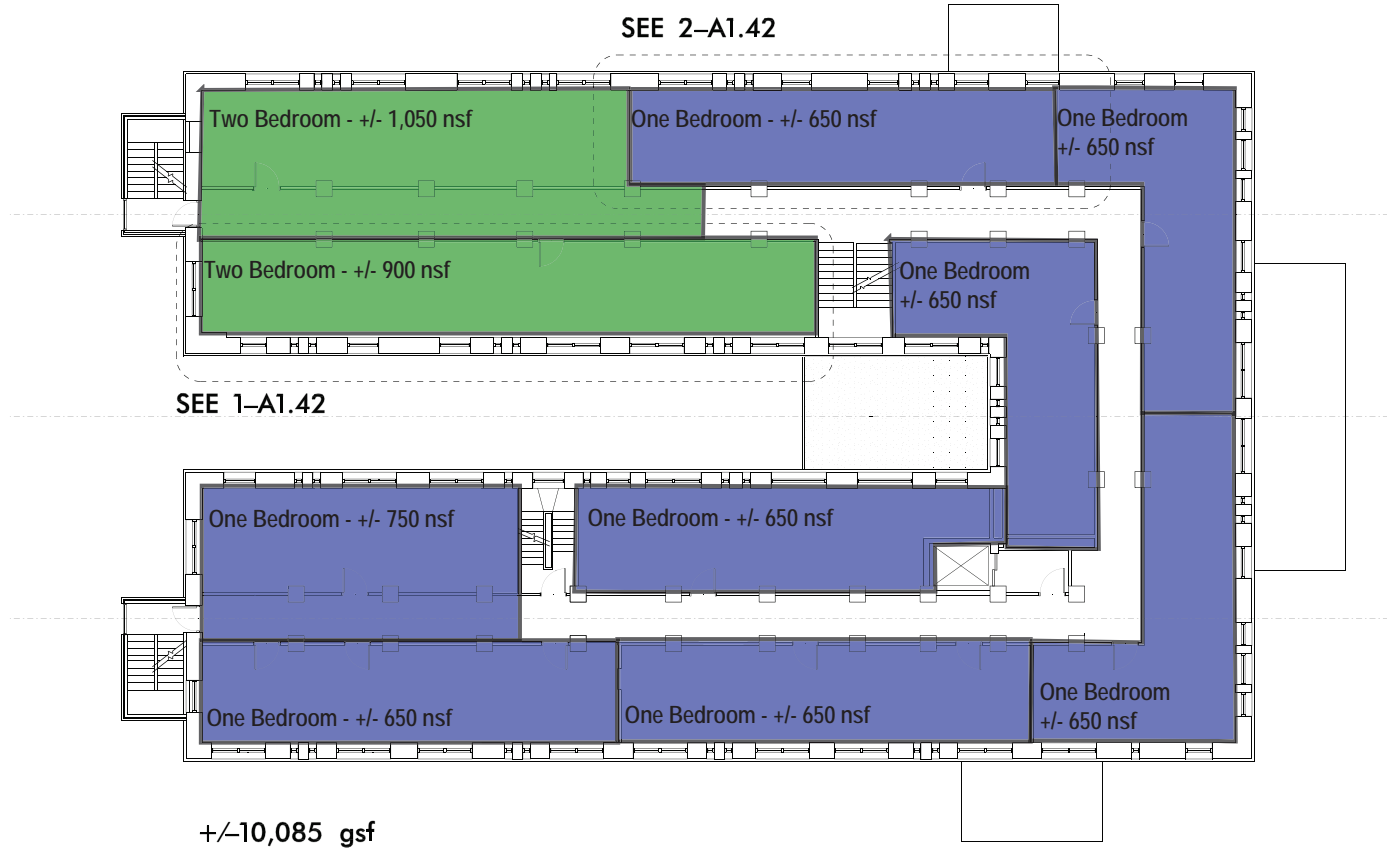 SEE 2–A1.42
Two Bedroom - +/- 1,050 nsf
One Bedroom - +/- 650 nsf
One Bedroom
+/- 650 nsf
Two Bedroom - +/- 900 nsf
One Bedroom
+/- 650 nsf
SEE 1–A1.42
One Bedroom - +/- 750 nsf
One Bedroom - +/- 650 nsf
One Bedroom - +/- 650 nsf
One Bedroom - +/- 650 nsf
One Bedroom
+/- 650 nsf
+/–10,085 gsf